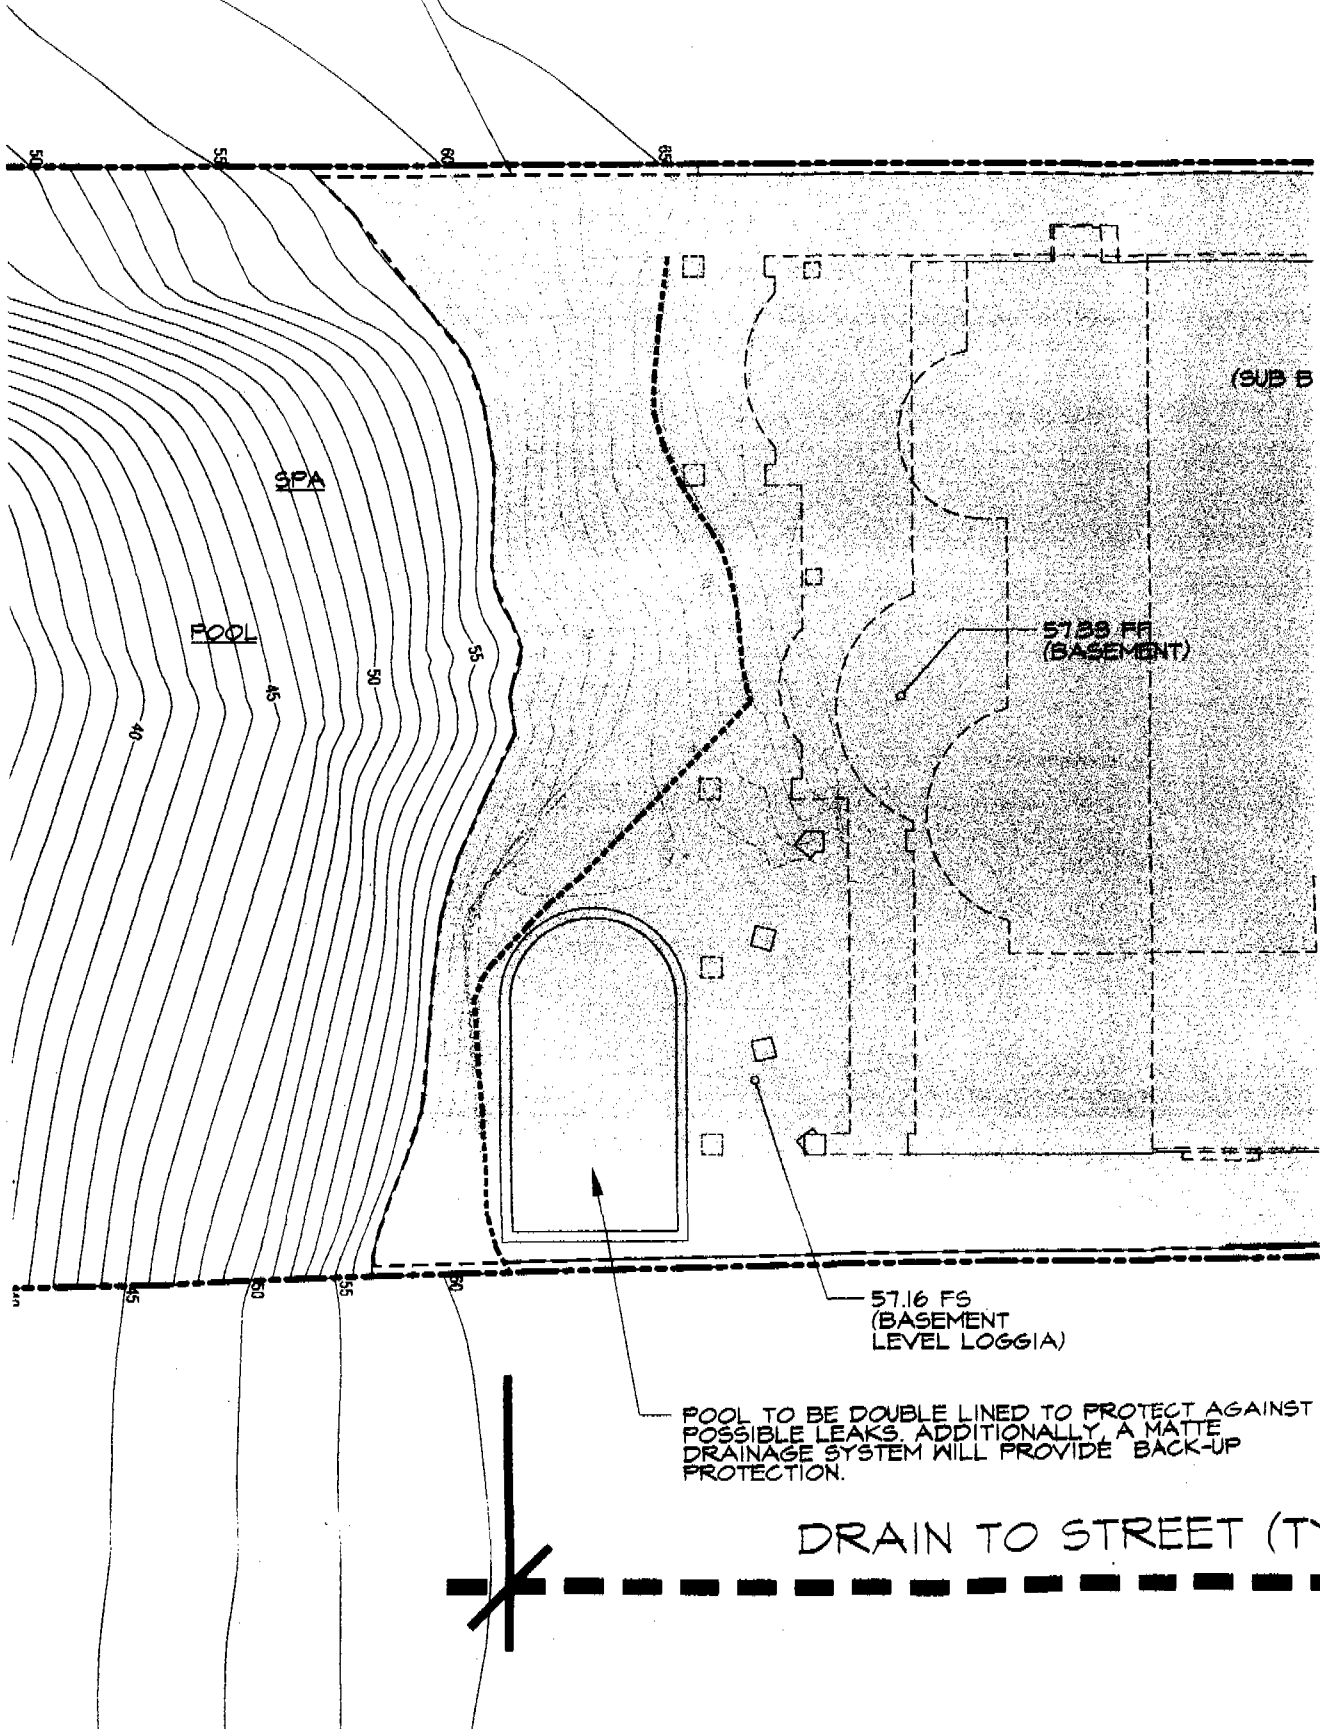 50
55
60
65
(SUB B
SPA
POOL
57.33 FF
(BASEMENT)
55
50
45
40
45
50
55
60
57.16 FS
(BASEMENT
LEVEL LOGGIA)
POOL TO BE DOUBLE LINED TO PROTECT AGAINST
POSSIBLE LEAKS. ADDITIONALLY, A MATTE
DRAINAGE SYSTEM WILL PROVIDE BACK-UP
PROTECTION.
DRAIN TO STREET (TY